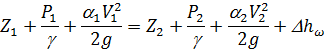 Z₁ + P₁/γ + α₁V₁²/2g = Z₂ + P₂/γ + α₂V₂²/2g + Δh_ω